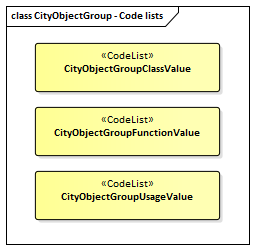 class CityObjectGroup - Code lists
«CodeList»
CityObjectGroupClassValue
«CodeList»
CityObjectGroupFunctionValue
«CodeList»
CityObjectGroupUsageValue